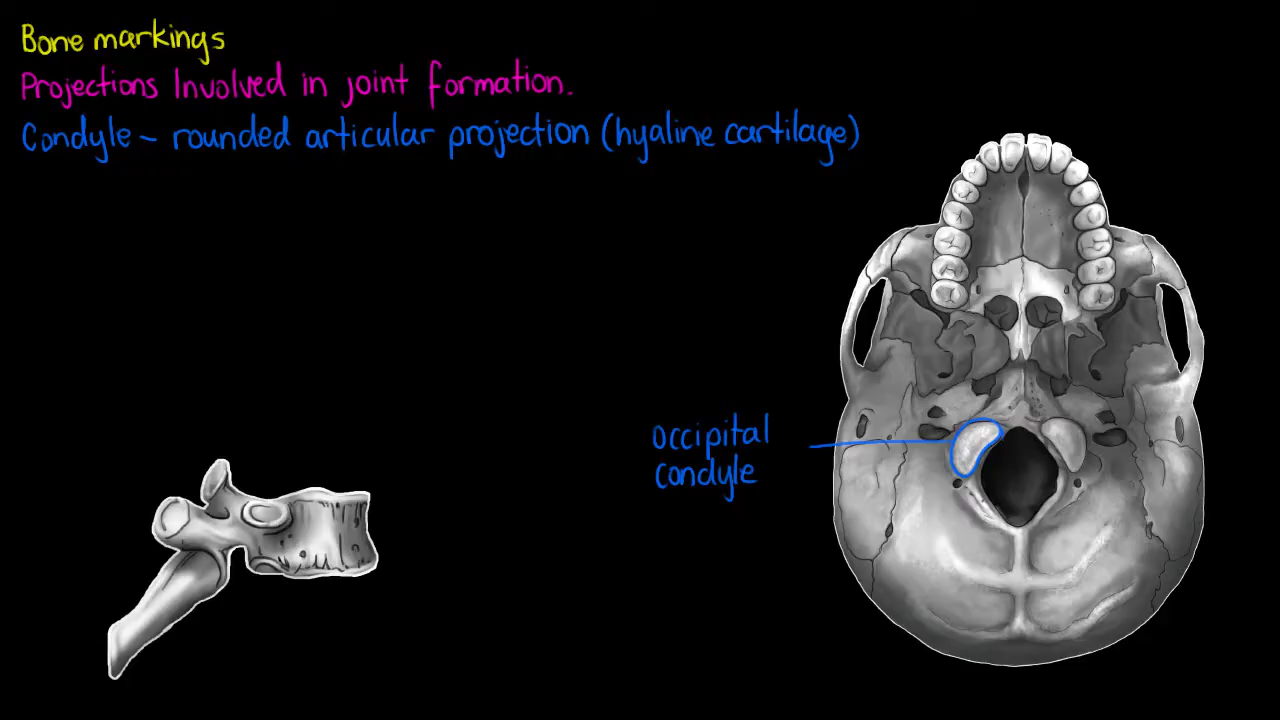 Bone markings
Projections Involved in joint formation.
Condyle - rounded articular projection (hyaline cartilage)
occipital
condyle